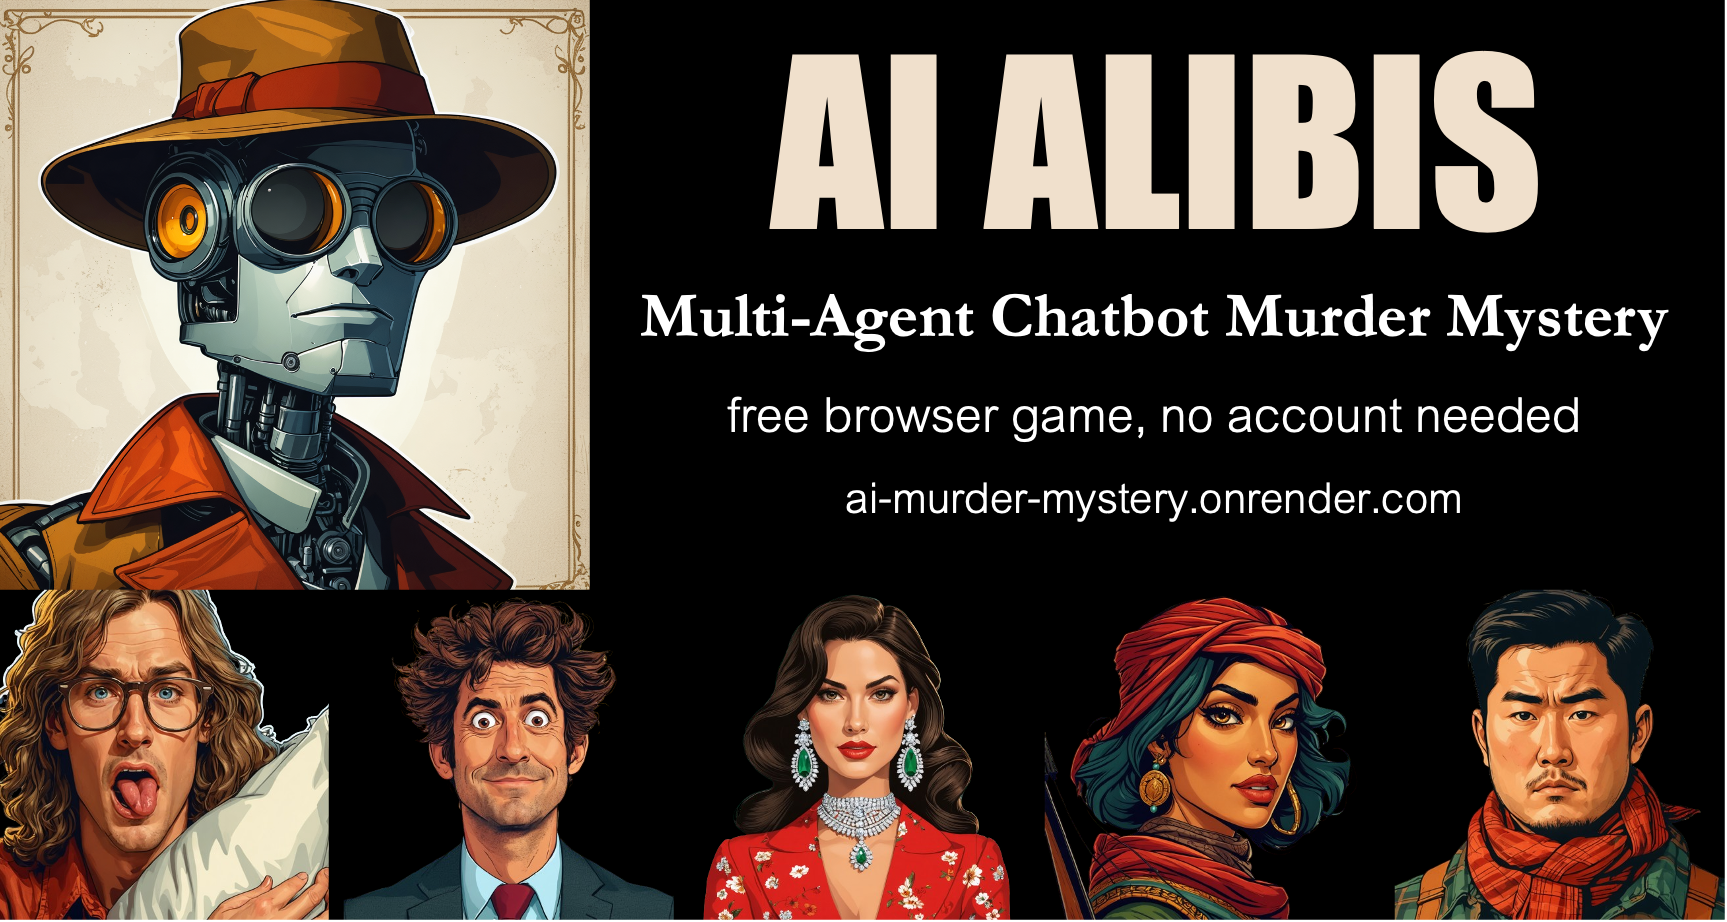 AI ALIBIS
Multi-Agent Chatbot Murder Mystery
free browser game, no account needed
ai-murder-mystery.onrender.com